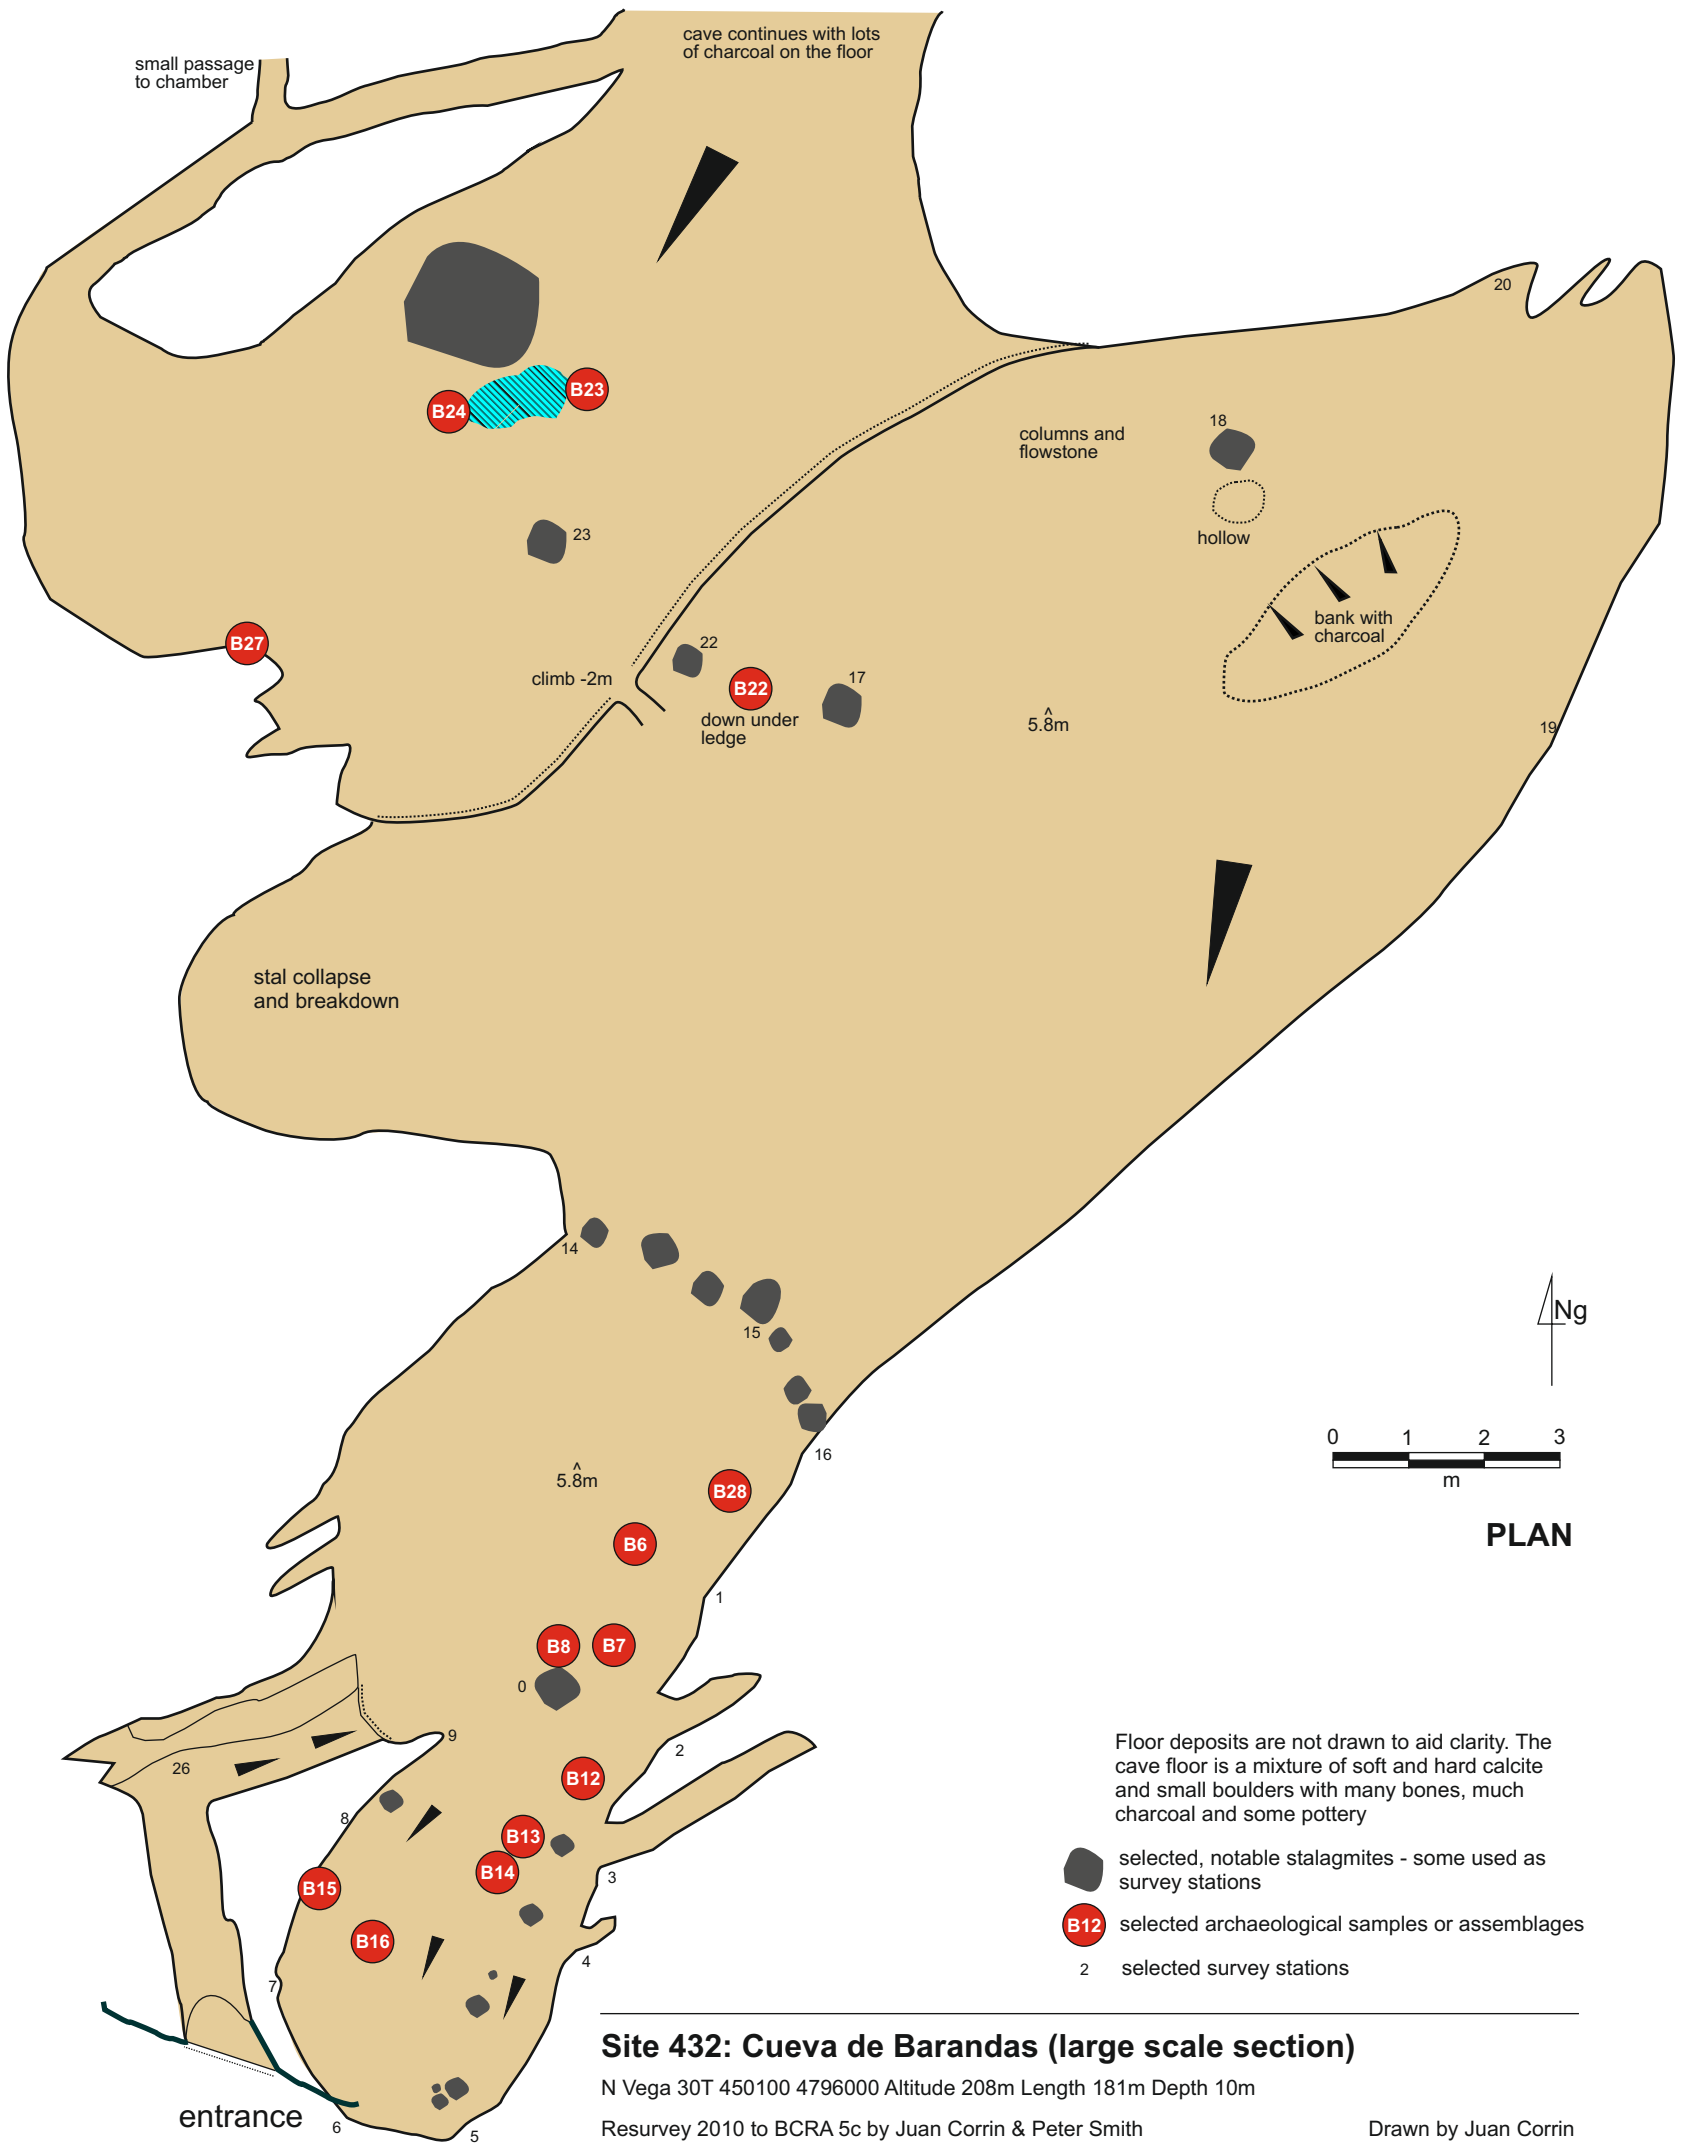 cave continues with lots
of charcoal on the floor
small passage
to chamber
20
B23
B24
18
columns and
flowstone
23
hollow
bank with
charcoal
B27
22
climb -2m
B22
17
down under
ledge
^
5.8m
19
stal collapse
and breakdown
14
15
Ng
16
0 1 2 3
m
^
5.8m
B28
PLAN
B6
1
B8
B7
0
9
2
26
B12
8
B13
B14
3
B15
B16
4
7
Floor deposits are not drawn to aid clarity. The
cave floor is a mixture of soft and hard calcite
and small boulders with many bones, much
charcoal and some pottery
selected, notable stalagmites - some used as
survey stations
B12 selected archaeological samples or assemblages
2 selected survey stations
entrance
6
5
Site 432: Cueva de Barandas (large scale section)
N Vega 30T 450100 4796000 Altitude 208m Length 181m Depth 10m
Resurvey 2010 to BCRA 5c by Juan Corrin & Peter Smith
Drawn by Juan Corrin